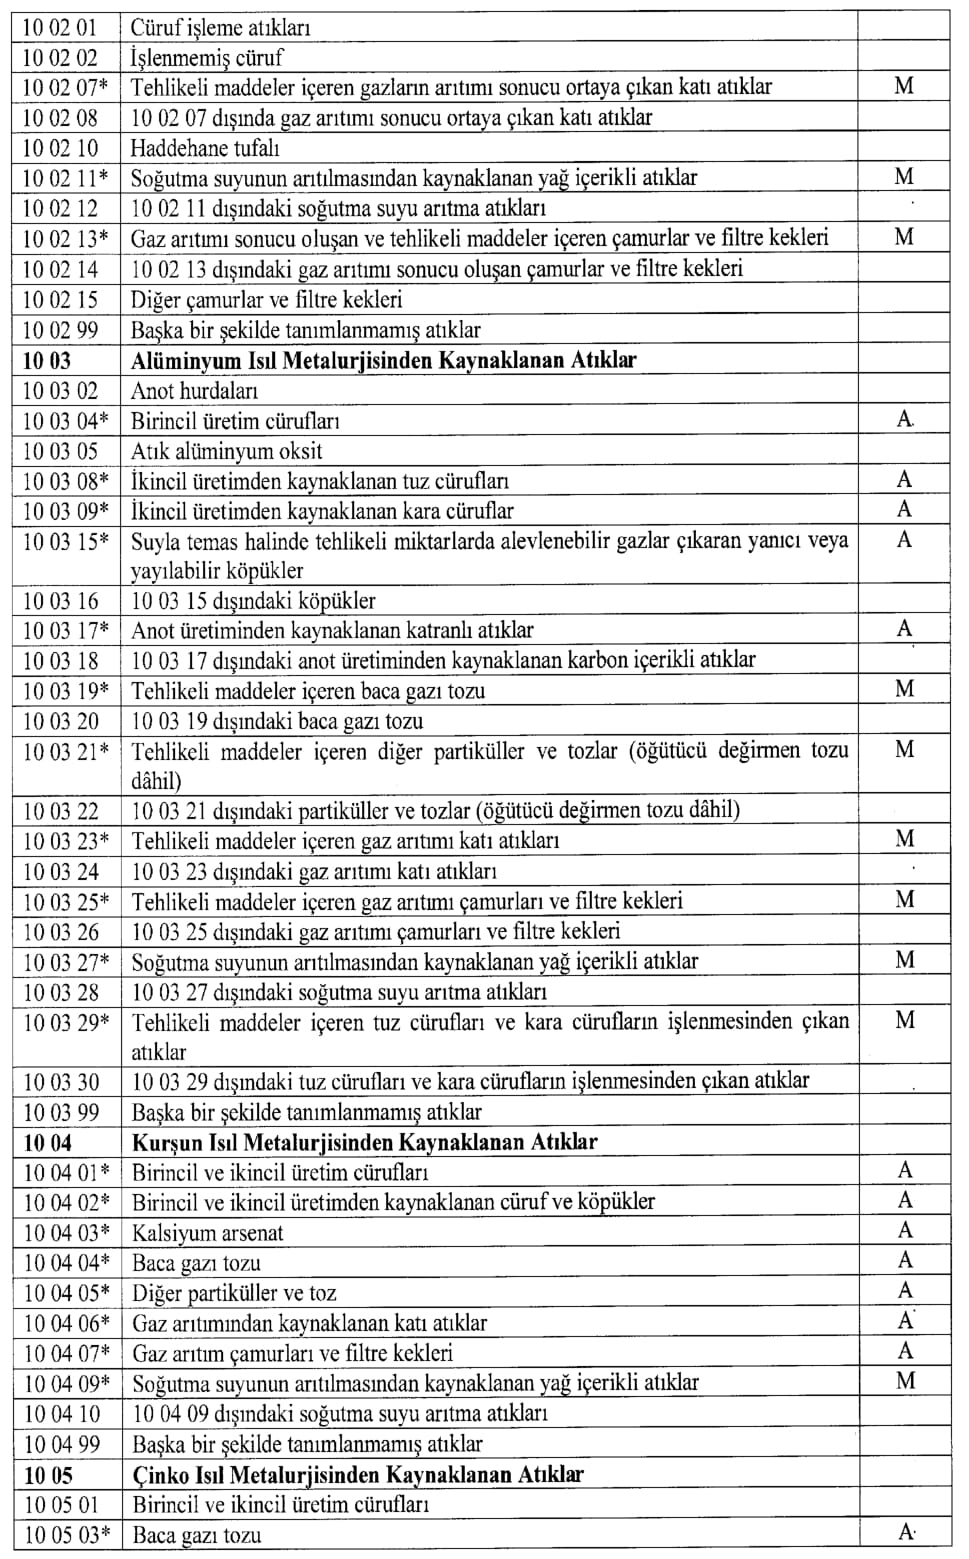 10 02 01 Cüruf işleme atıkları
10 02 02 İşlenmemiş cüruf
10 02 07* Tehlikeli maddeler içeren gazların arıtımı sonucu ortaya çıkan katı atıklar M
10 02 08 10 02 07 dışında gaz arıtımı sonucu ortaya çıkan katı atıklar
10 02 10 Haddehane tufalı
10 02 11* Soğutma suyunun arıtılmasından kaynaklanan yağ içerikli atıklar M
10 02 12 10 02 11 dışındaki soğutma suyu arıtma atıkları
10 02 13* Gaz arıtımı sonucu oluşan ve tehlikeli maddeler içeren çamurlar ve filtre kekleri M
10 02 14 10 02 13 dışındaki gaz arıtımı sonucu oluşan çamurlar ve filtre kekleri
10 02 15 Diğer çamurlar ve filtre kekleri
10 02 99 Başka bir şekilde tanımlanmamış atıklar
10 03 Alüminyum Isıl Metalurjisinden Kaynaklanan Atıklar
10 03 02 Anot hurdaları
10 03 04* Birincil üretim cürufları A
10 03 05 Atık alüminyum oksit
10 03 08* İkincil üretimden kaynaklanan tuz cürufları A
10 03 09* İkincil üretimden kaynaklanan kara cüruflar A
10 03 15* Suyla temas halinde tehlikeli miktarlarda alevlenebilir gazlar çıkaran yanıcı veya A
yayılabilir köpükler
10 03 16 10 03 15 dışındaki köpükler
10 03 17* Anot üretiminden kaynaklanan katranlı atıklar A
10 03 18 10 03 17 dışındaki anot üretiminden kaynaklanan karbon içerikli atıklar
10 03 19* Tehlikeli maddeler içeren baca gazı tozu M
10 03 20 10 03 19 dışındaki baca gazı tozu
10 03 21* Tehlikeli maddeler içeren diğer partiküller ve tozlar (öğütücü değirmen tozu M
dâhil)
10 03 22 10 03 21 dışındaki partiküller ve tozlar (öğütücü değirmen tozu dâhil)
10 03 23* Tehlikeli maddeler içeren gaz arıtımı katı atıkları M
10 03 24 10 03 23 dışındaki gaz arıtımı katı atıkları
10 03 25* Tehlikeli maddeler içeren gaz arıtımı çamurları ve filtre kekleri M
10 03 26 10 03 25 dışındaki gaz arıtımı çamurları ve filtre kekleri
10 03 27* Soğutma suyunun arıtılmasından kaynaklanan yağ içerikli atıklar M
10 03 28 10 03 27 dışındaki soğutma suyu arıtma atıkları
10 03 29* Tehlikeli maddeler içeren tuz cürufları ve kara cürufların işlenmesinden çıkan M
atıklar
10 03 30 10 03 29 dışındaki tuz cürufları ve kara cürufların işlenmesinden çıkan atıklar
10 03 99 Başka bir şekilde tanımlanmamış atıklar
10 04 Kurşun Isıl Metalurjisinden Kaynaklanan Atıklar
10 04 01* Birincil ve ikincil üretim cürufları A
10 04 02* Birincil ve ikincil üretimden kaynaklanan cüruf ve köpükler A
10 04 03* Kalsiyum arsenat A
10 04 04* Baca gazı tozu A
10 04 05* Diğer partiküller ve toz A
10 04 06* Gaz arıtımından kaynaklanan katı atıklar A
10 04 07* Gaz arıtım çamurları ve filtre kekleri A
10 04 09* Soğutma suyunun arıtılmasından kaynaklanan yağ içerikli atıklar M
10 04 10 10 04 09 dışındaki soğutma suyu arıtma atıkları
10 04 99 Başka bir şekilde tanımlanmamış atıklar
10 05 Çinko Isıl Metalurjisinden Kaynaklanan Atıklar
10 05 01 Birincil ve ikincil üretim cürufları
10 05 03* Baca gazı tozu A